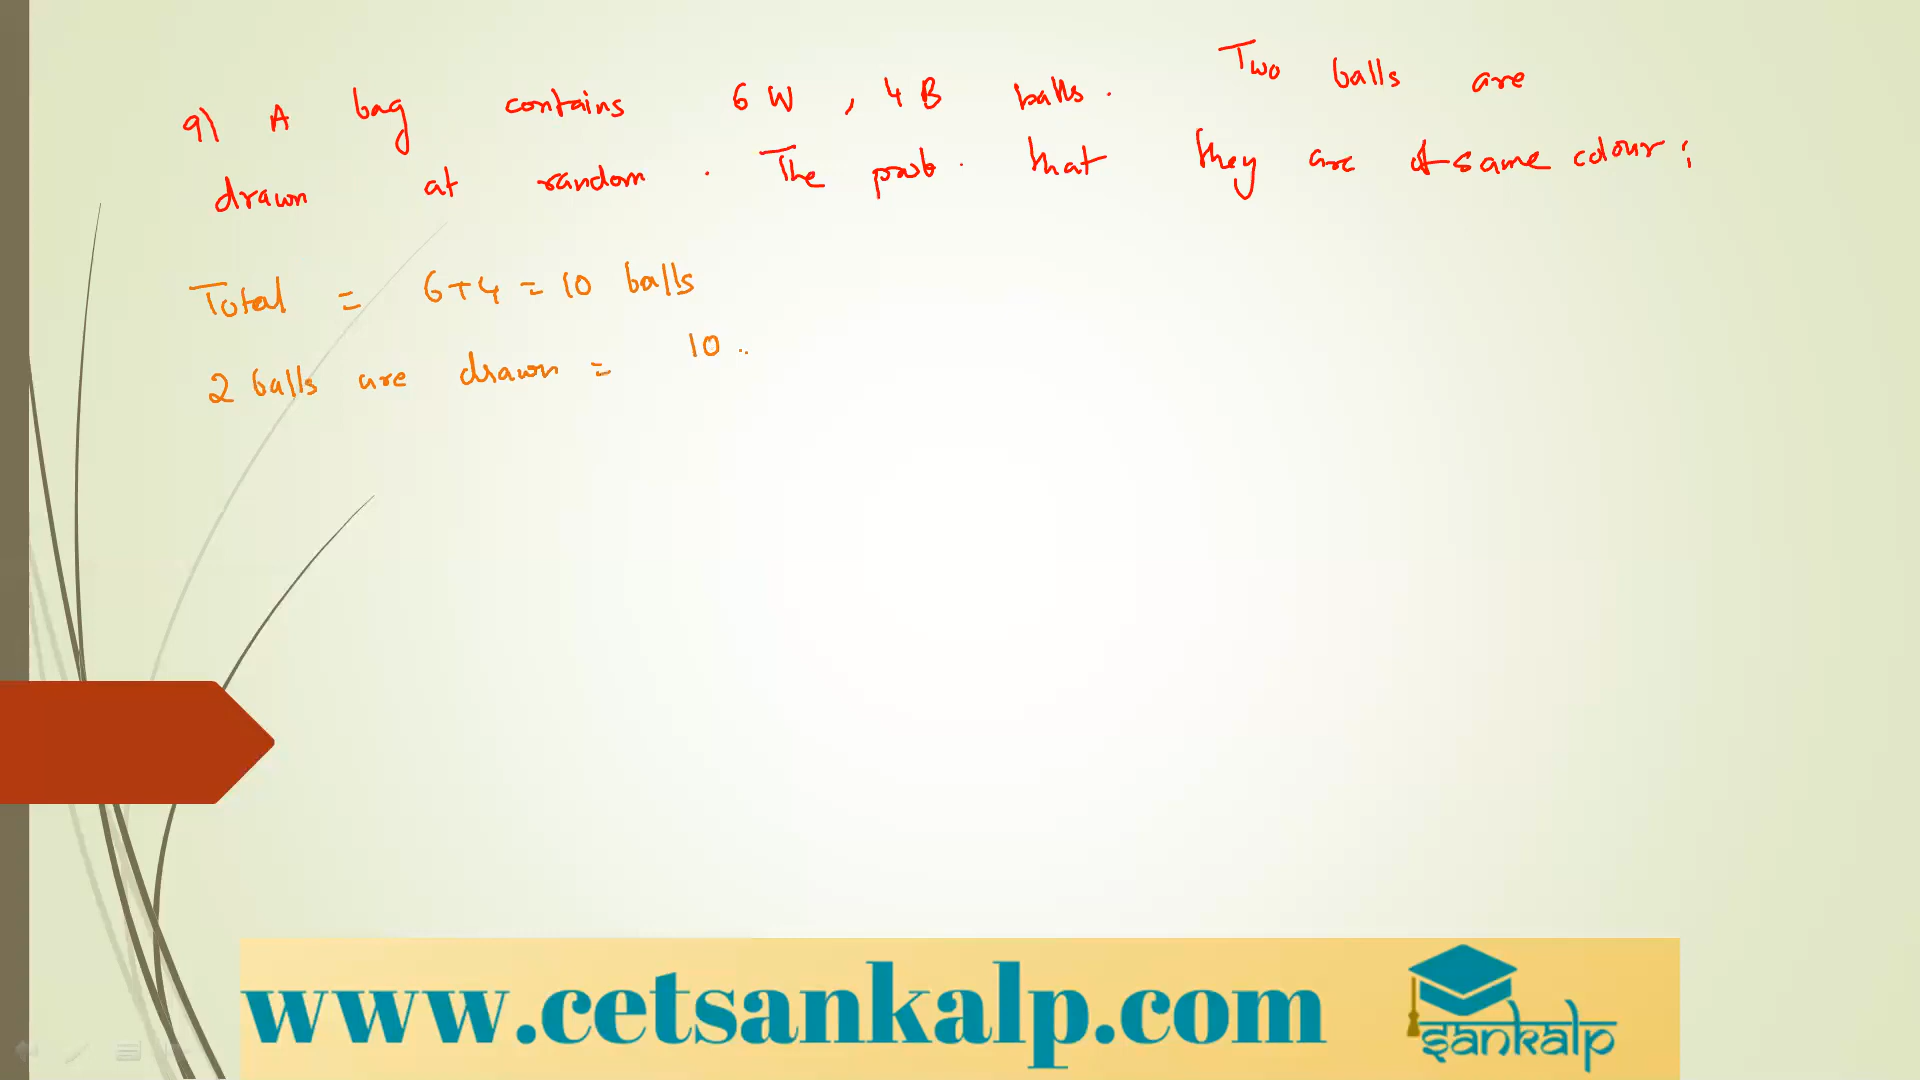 9) A bag contains 6 W , 4 B balls. Two balls are
drawn at random. The prob. that they are of same colour:
Total = 6+4 = 10 balls
2 balls are drawn = 10
www.cetsankalp.com
sankalp